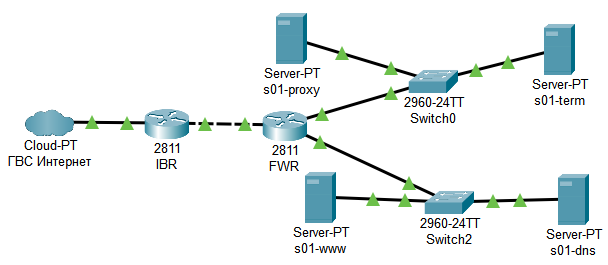 Server-PT
s01-proxy
2960-24TT
Switch0
Server-PT
s01-term
Cloud-PT
ГВС Интернет
2811
IBR
2811
FWR
Server-PT
s01-www
2960-24TT
Switch2
Server-PT
s01-dns